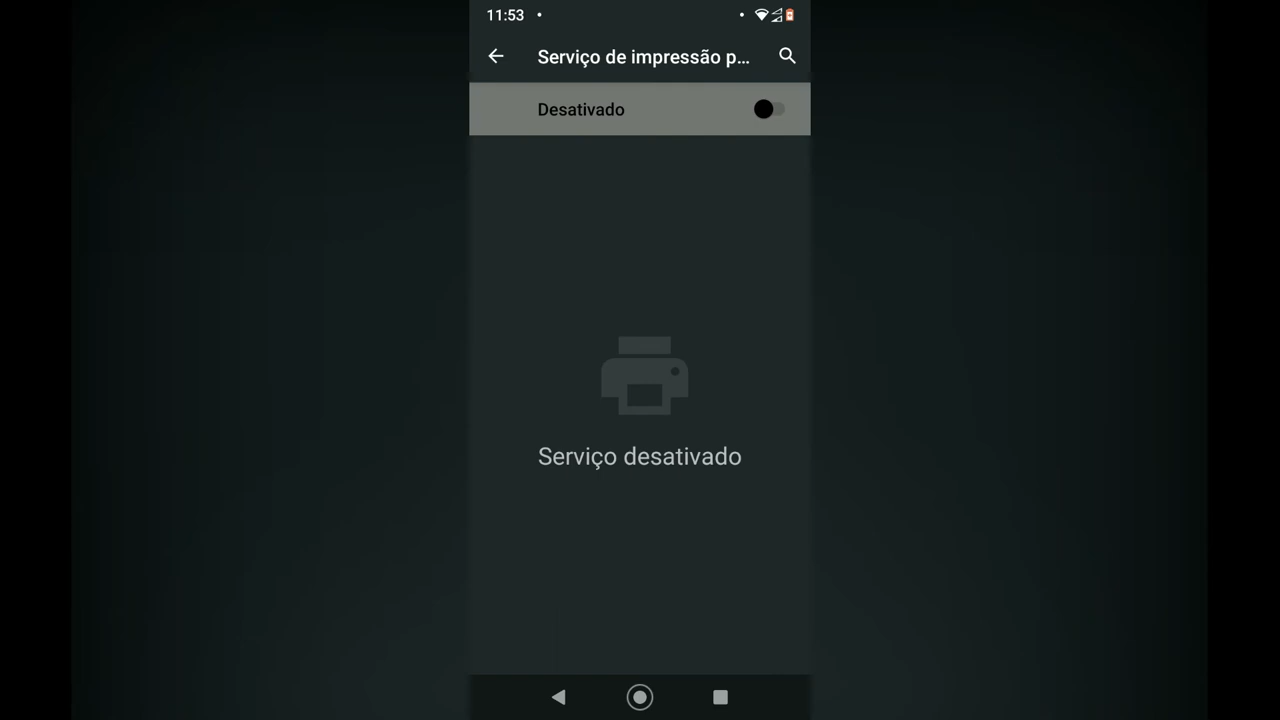 11:53
Serviço de impressão p...
Desativado
Serviço desativado